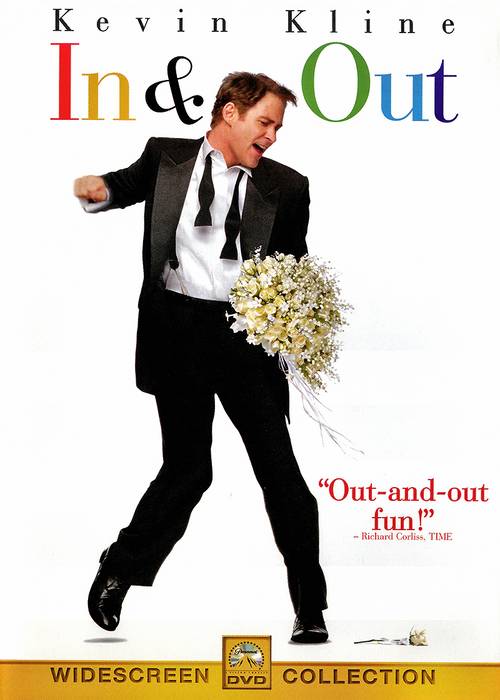 Kevin Kline
In & Out
“Out-and-out
fun!”
– Richard Corliss, TIME
WIDESCREEN DVD COLLECTION